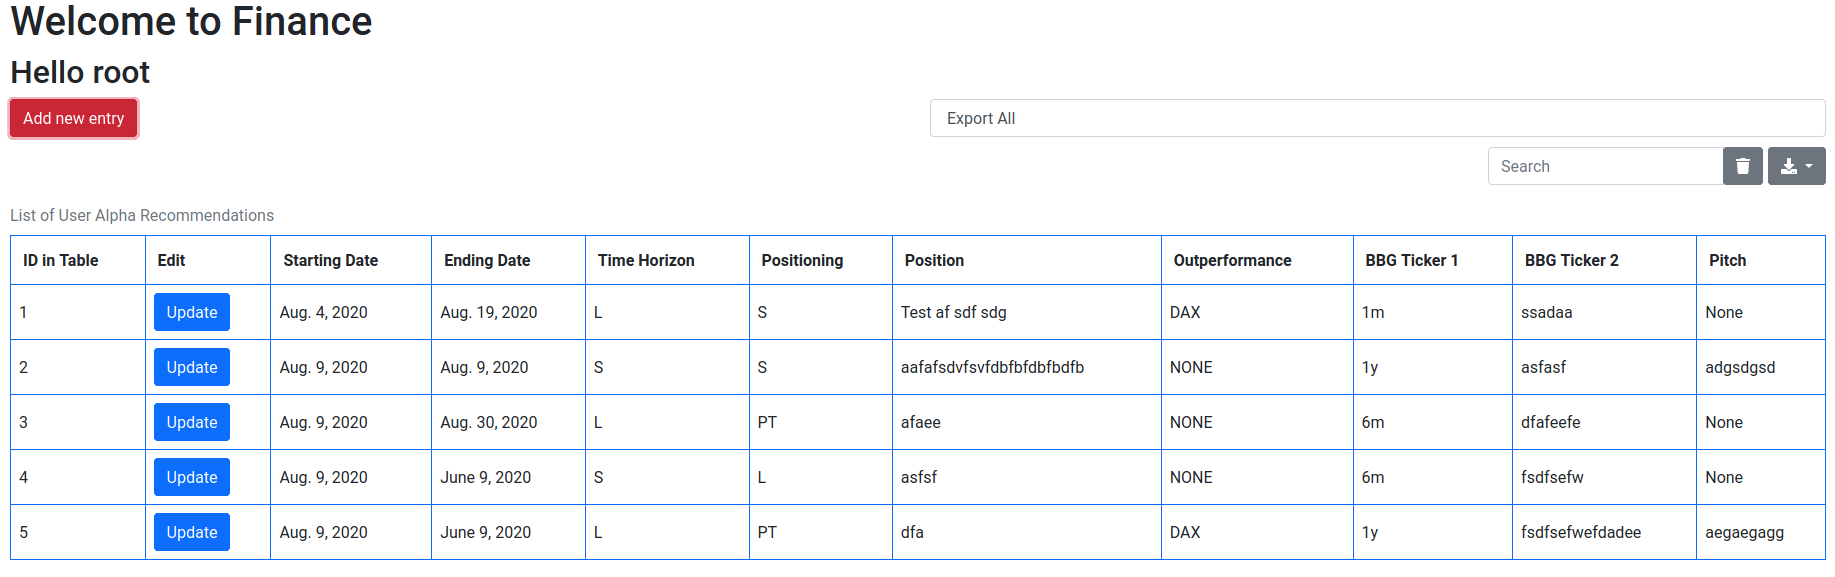 Welcome to Finance
Hello root
Add new entry
Export All
Search
List of User Alpha Recommendations
ID in Table Edit Starting Date Ending Date Time Horizon Positioning Position Outperformance BBG Ticker 1 BBG Ticker 2 Pitch
1 Update Aug. 4, 2020 Aug. 19, 2020 L S Test af sdf sdg DAX 1m ssadaa None
2 Update Aug. 9, 2020 Aug. 9, 2020 S S aafafsdvfsvfdbfbfdbfbdfb NONE 1y asfasf adgsdgsd
3 Update Aug. 9, 2020 Aug. 30, 2020 L PT afaee NONE 6m dfafeefe None
4 Update Aug. 9, 2020 June 9, 2020 S L asfsf NONE 6m fsdfsefw None
5 Update Aug. 9, 2020 June 9, 2020 L PT dfa DAX 1y fsdfsefwefdadee aegaegagg